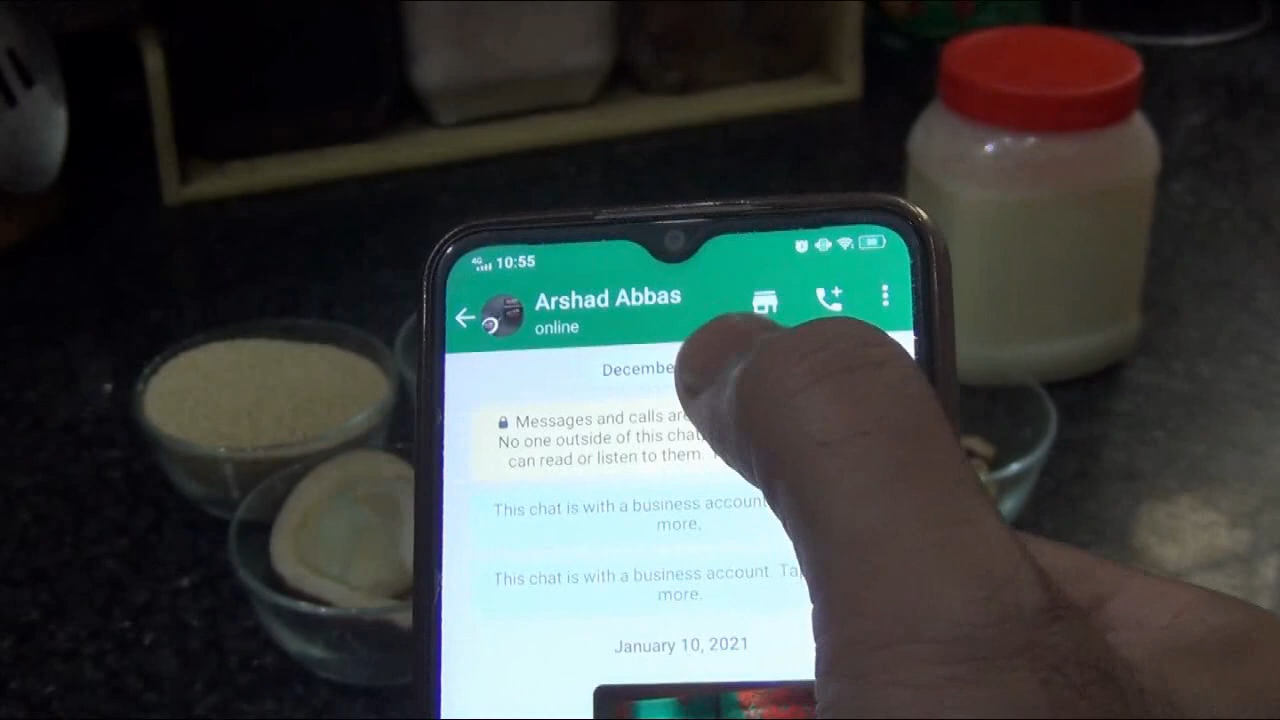 4G 10:55
Arshad Abbas
online
Decembe
Messages and calls are
No one outside of this chat,
can read or listen to them.
This chat is with a business account
more.
This chat is with a business account. Tap
more.
January 10, 2021